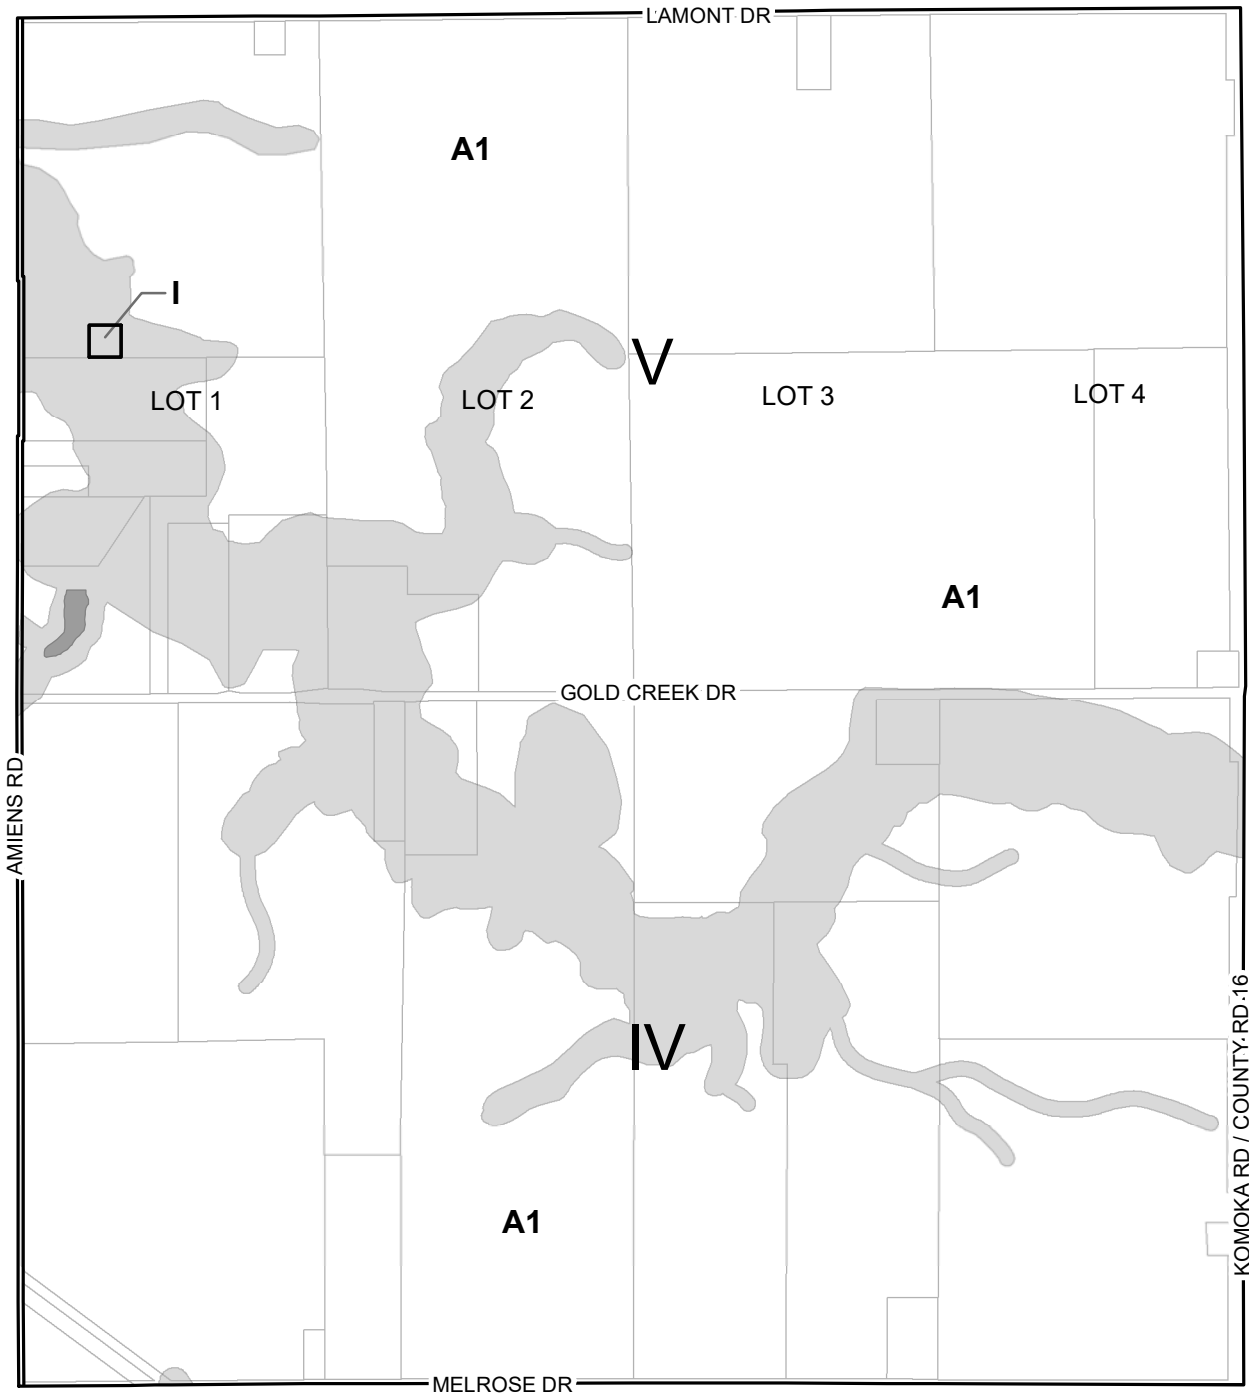 LAMONT DR
A1
I
V
LOT 1
LOT 2
LOT 3
LOT 4
A1
GOLD CREEK DR
AMIENS RD
IV
KOMOKA RD / COUNTY RD 16
A1
MELROSE DR